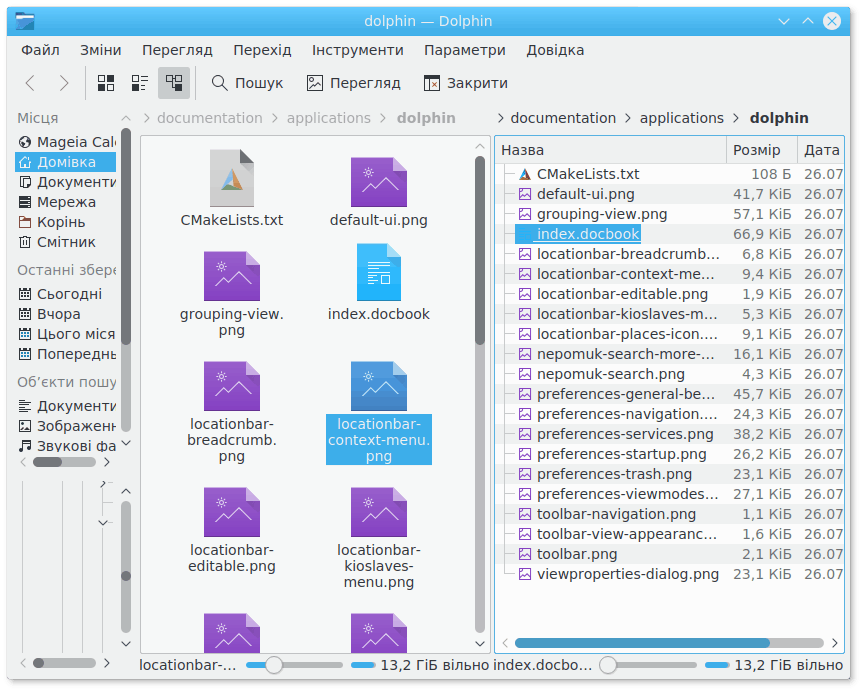 dolphin — Dolphin
Файл Зміни Перегляд Перехід Інструменти Параметри Довідка
Пошук Перегляд Закрити
Місця
Mageia Cal
Домівка
Документи
Мережа
Корінь
Смітник
Останні збере
Сьогодні
Вчора
Цього міся
Попереднь
Об’єкти пошу
Документи
Зображенн
Звукові фа
documentation applications dolphin
CMakeLists.txt
default-ui.png
grouping-view.
png
index.docbook
locationbar-
breadcrumb.
png
locationbar-
context-menu.
png
locationbar-
editable.png
locationbar-
kioslaves-
menu.png
locationbar-... 13,2 ГіБ вільно
documentation applications dolphin
Назва Розмір Дата
CMakeLists.txt 108 Б 26.07
default-ui.png 41,7 КіБ 26.07
grouping-view.png 57,1 КіБ 26.07
index.docbook 66,9 КіБ 26.07
locationbar-breadcrumb... 6,8 КіБ 26.07
locationbar-context-me... 9,4 КіБ 26.07
locationbar-editable.png 1,9 КіБ 26.07
locationbar-kioslaves-m... 5,3 КіБ 26.07
locationbar-places-icon.... 9,1 КіБ 26.07
nepomuk-search-more-... 16,1 КіБ 26.07
nepomuk-search.png 4,3 КіБ 26.07
preferences-general-be... 45,7 КіБ 26.07
preferences-navigation.... 24,3 КіБ 26.07
preferences-services.png 38,2 КіБ 26.07
preferences-startup.png 26,2 КіБ 26.07
preferences-trash.png 23,1 КіБ 26.07
preferences-viewmodes... 27,1 КіБ 26.07
toolbar-navigation.png 1,1 КіБ 26.07
toolbar-view-appearanc... 1,6 КіБ 26.07
toolbar.png 2,1 КіБ 26.07
viewproperties-dialog.png 23,1 КіБ 26.07
index.docbo... 13,2 ГіБ вільно